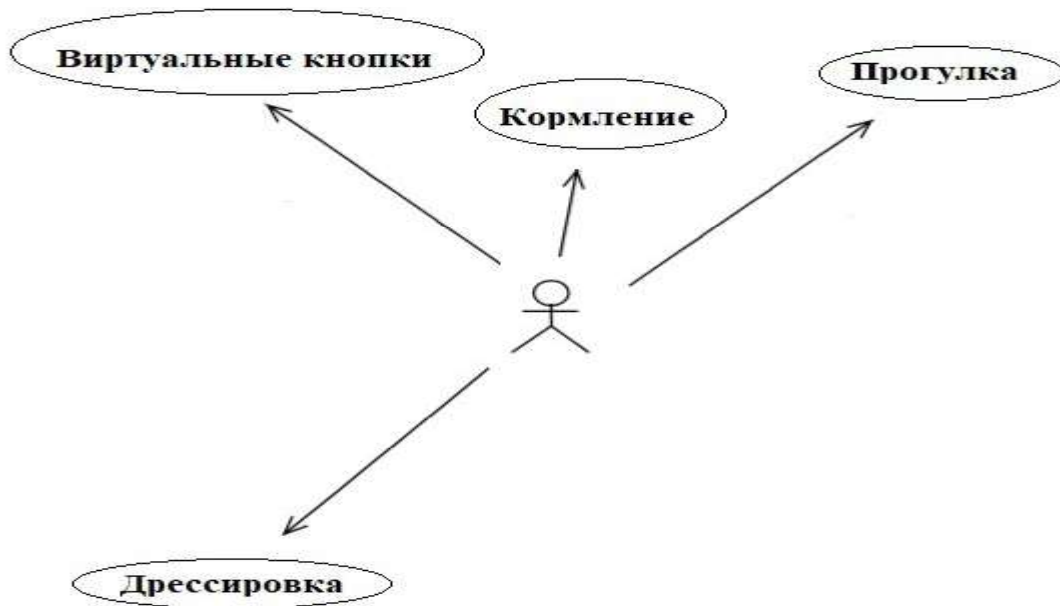 Виртуальные кнопки
Кормление
Прогулка
Дрессировка